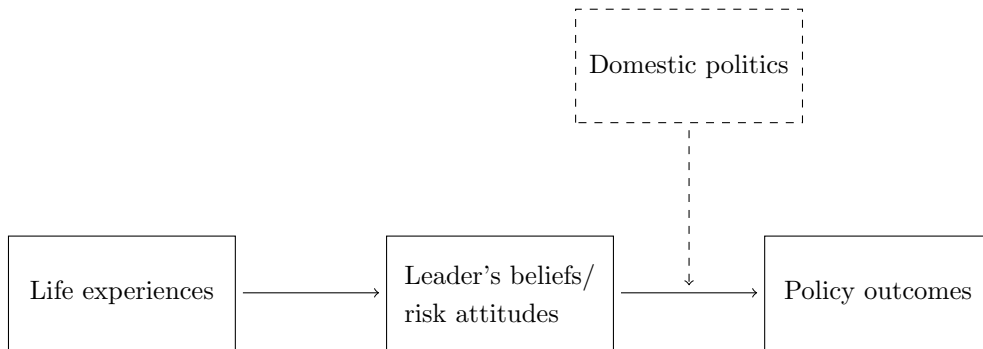 Domestic politics
Life experiences
Leader's beliefs/
risk attitudes
Policy outcomes